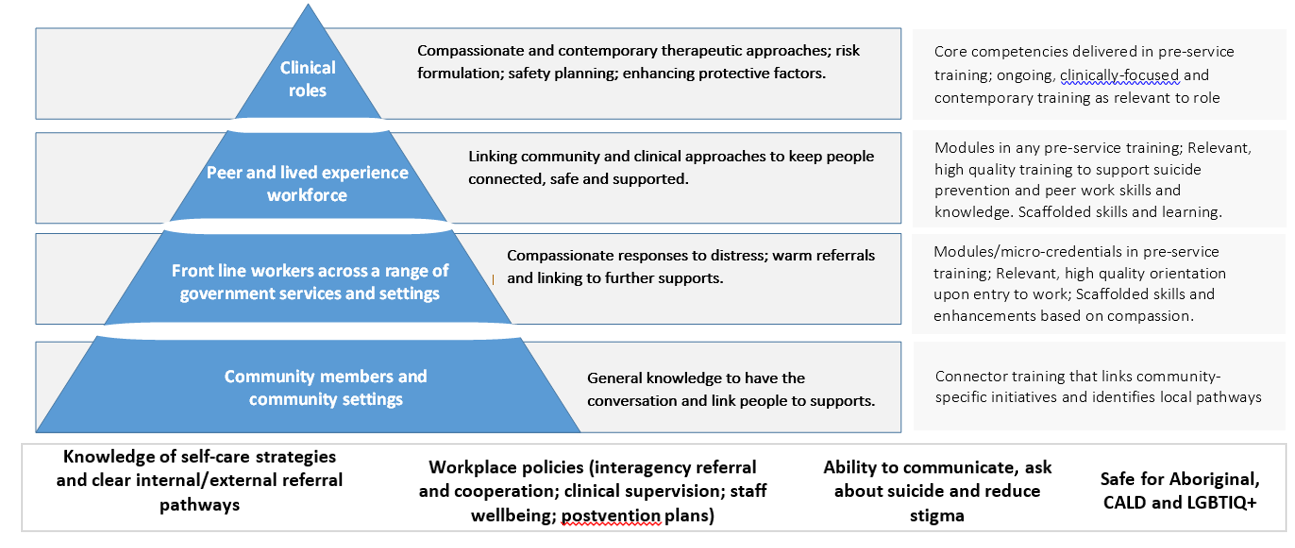 Clinical
roles
Compassionate and contemporary therapeutic approaches; risk
formulation; safety planning; enhancing protective factors.
Core competencies delivered in pre-service
training; ongoing, clinically-focused and
contemporary training as relevant to role
Peer and lived experience
workforce
Linking community and clinical approaches to keep people
connected, safe and supported.
Modules in any pre-service training; Relevant,
high quality training to support suicide
prevention and peer work skills and
knowledge. Scaffolded skills and learning.
Front line workers across a range of
government services and settings
Compassionate responses to distress; warm referrals
and linking to further supports.
Modules/micro-credentials in pre-service
training; Relevant, high quality orientation
upon entry to work; Scaffolded skills and
enhancements based on compassion.
Community members and
community settings
General knowledge to have the
conversation and link people to supports.
Connector training that links community-
specific initiatives and identifies local pathways
Knowledge of self-care strategies
and clear internal/external referral
pathways
Workplace policies (interagency referral
and cooperation; clinical supervision; staff
wellbeing; postvention plans)
Ability to communicate, ask
about suicide and reduce
stigma
Safe for Aboriginal,
CALD and LGBTIQ+